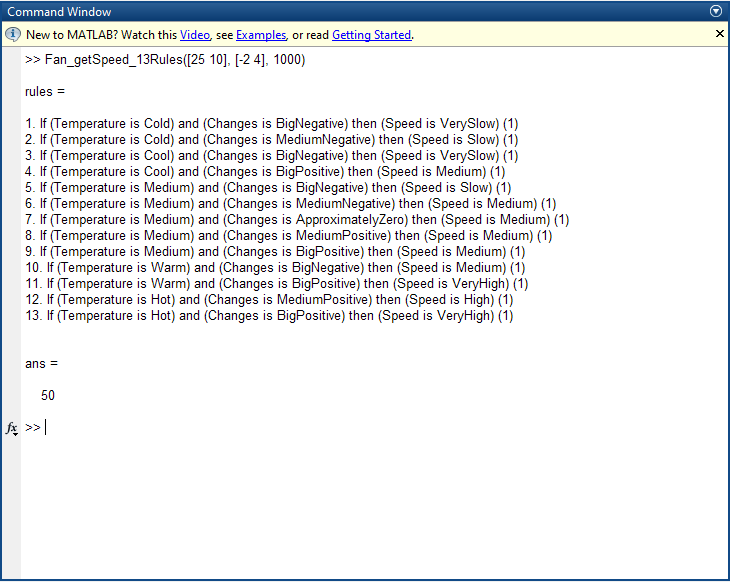 Command Window
New to MATLAB? Watch this Video, see Examples, or read Getting Started.
>> Fan_getSpeed_13Rules([25 10], [-2 4], 1000)
rules =
1. If (Temperature is Cold) and (Changes is BigNegative) then (Speed is VerySlow) (1)
2. If (Temperature is Cold) and (Changes is MediumNegative) then (Speed is Slow) (1)
3. If (Temperature is Cool) and (Changes is BigNegative) then (Speed is VerySlow) (1)
4. If (Temperature is Cool) and (Changes is BigPositive) then (Speed is Medium) (1)
5. If (Temperature is Medium) and (Changes is BigNegative) then (Speed is Slow) (1)
6. If (Temperature is Medium) and (Changes is MediumNegative) then (Speed is Medium) (1)
7. If (Temperature is Medium) and (Changes is ApproximatelyZero) then (Speed is Medium) (1)
8. If (Temperature is Medium) and (Changes is MediumPositive) then (Speed is Medium) (1)
9. If (Temperature is Medium) and (Changes is BigPositive) then (Speed is Medium) (1)
10. If (Temperature is Warm) and (Changes is BigNegative) then (Speed is Medium) (1)
11. If (Temperature is Warm) and (Changes is BigPositive) then (Speed is VeryHigh) (1)
12. If (Temperature is Hot) and (Changes is MediumPositive) then (Speed is High) (1)
13. If (Temperature is Hot) and (Changes is BigPositive) then (Speed is VeryHigh) (1)
ans =
50
fx >>